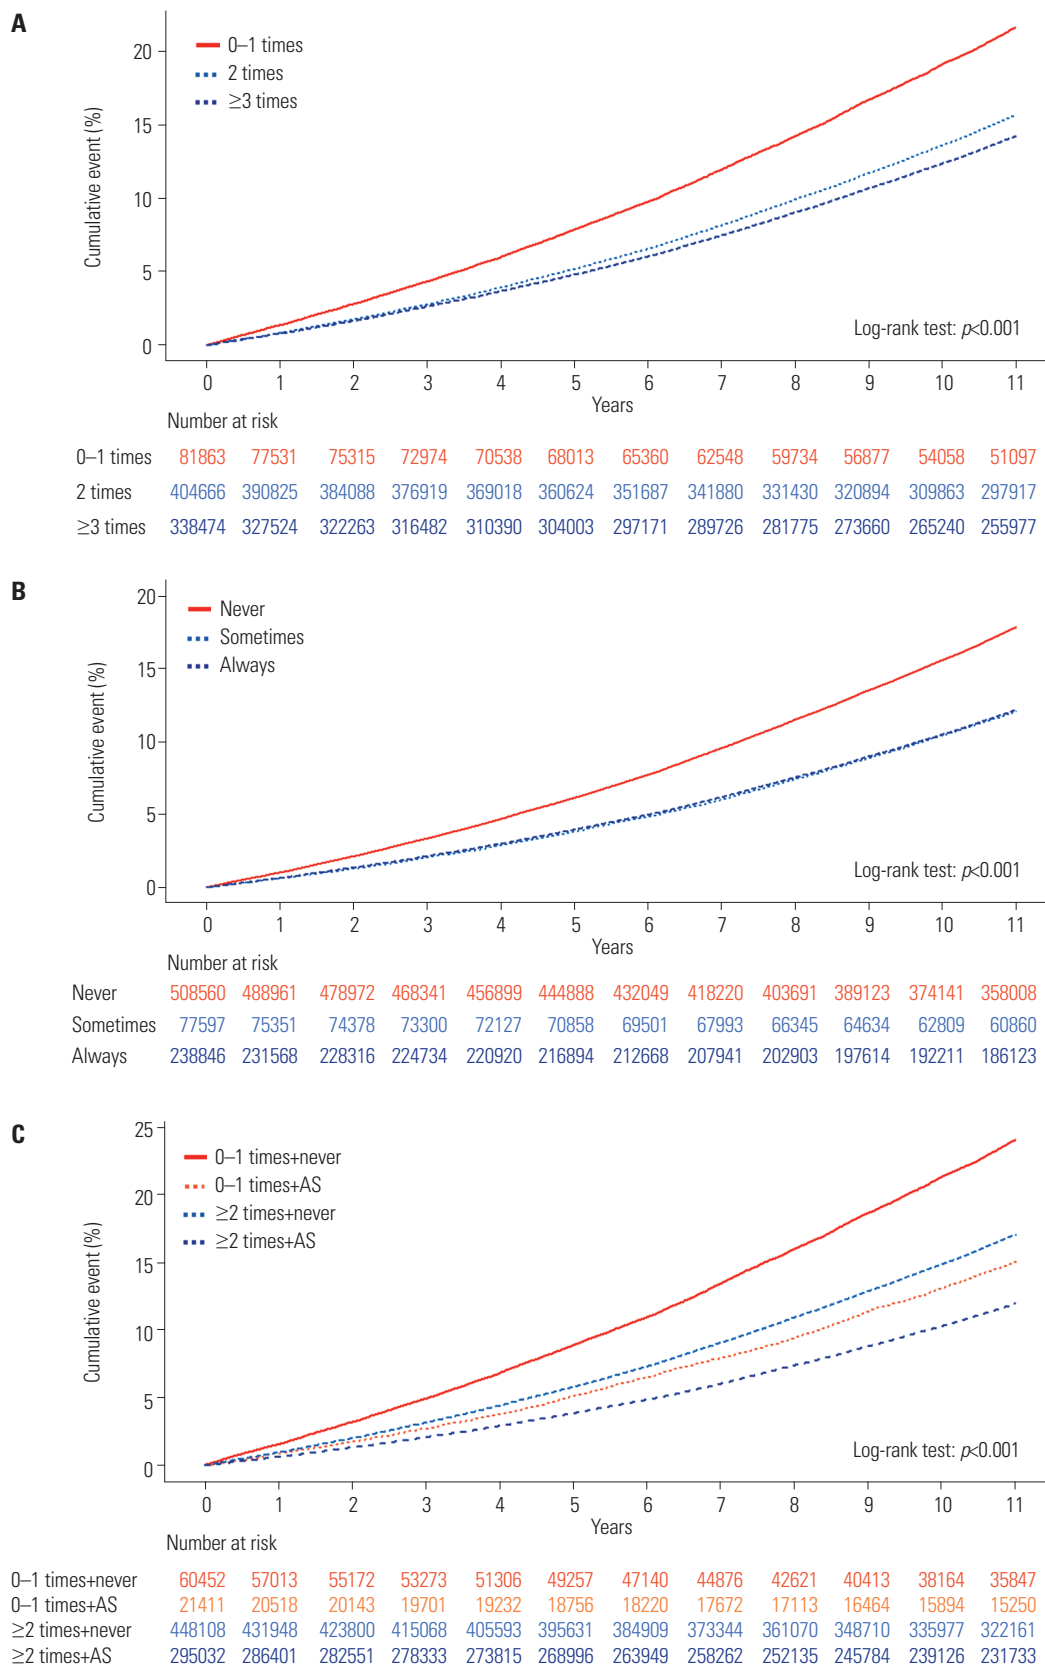 A
0–1 times
2 times
≥3 times
Cumulative event (%)
20
15
10
5
0
Log-rank test: p<0.001
0 1 2 3 4 5 6 7 8 9 10 11
Years
Number at risk
0–1 times 81863 77531 75315 72974 70538 68013 65360 62548 59734 56877 54058 51097
2 times 404666 390825 384088 376919 369018 360624 351687 341880 331430 320894 309863 297917
≥3 times 338474 327524 322263 316482 310390 304003 297171 289726 281775 273660 265240 255977
B
Never
Sometimes
Always
Cumulative event (%)
20
15
10
5
0
Log-rank test: p<0.001
0 1 2 3 4 5 6 7 8 9 10 11
Years
Number at risk
Never 508560 488961 478972 468341 456899 444888 432049 418220 403691 389123 374141 358008
Sometimes 77597 75351 74378 73300 72127 70858 69501 67993 66345 64634 62809 60860
Always 238846 231568 228316 224734 220920 216894 212668 207941 202903 197614 192211 186123
C
0–1 times+never
0–1 times+AS
≥2 times+never
≥2 times+AS
Cumulative event (%)
25
20
15
10
5
0
Log-rank test: p<0.001
0 1 2 3 4 5 6 7 8 9 10 11
Years
Number at risk
0–1 times+never 60452 57013 55172 53273 51306 49257 47140 44876 42621 40413 38164 35847
0–1 times+AS 21411 20518 20143 19701 19232 18756 18220 17672 17113 16464 15894 15250
≥2 times+never 448108 431948 423800 415068 405593 395631 384909 373344 361070 348710 335977 322161
≥2 times+AS 295032 286401 282551 278333 273815 268996 263949 258262 252135 245784 239126 231733